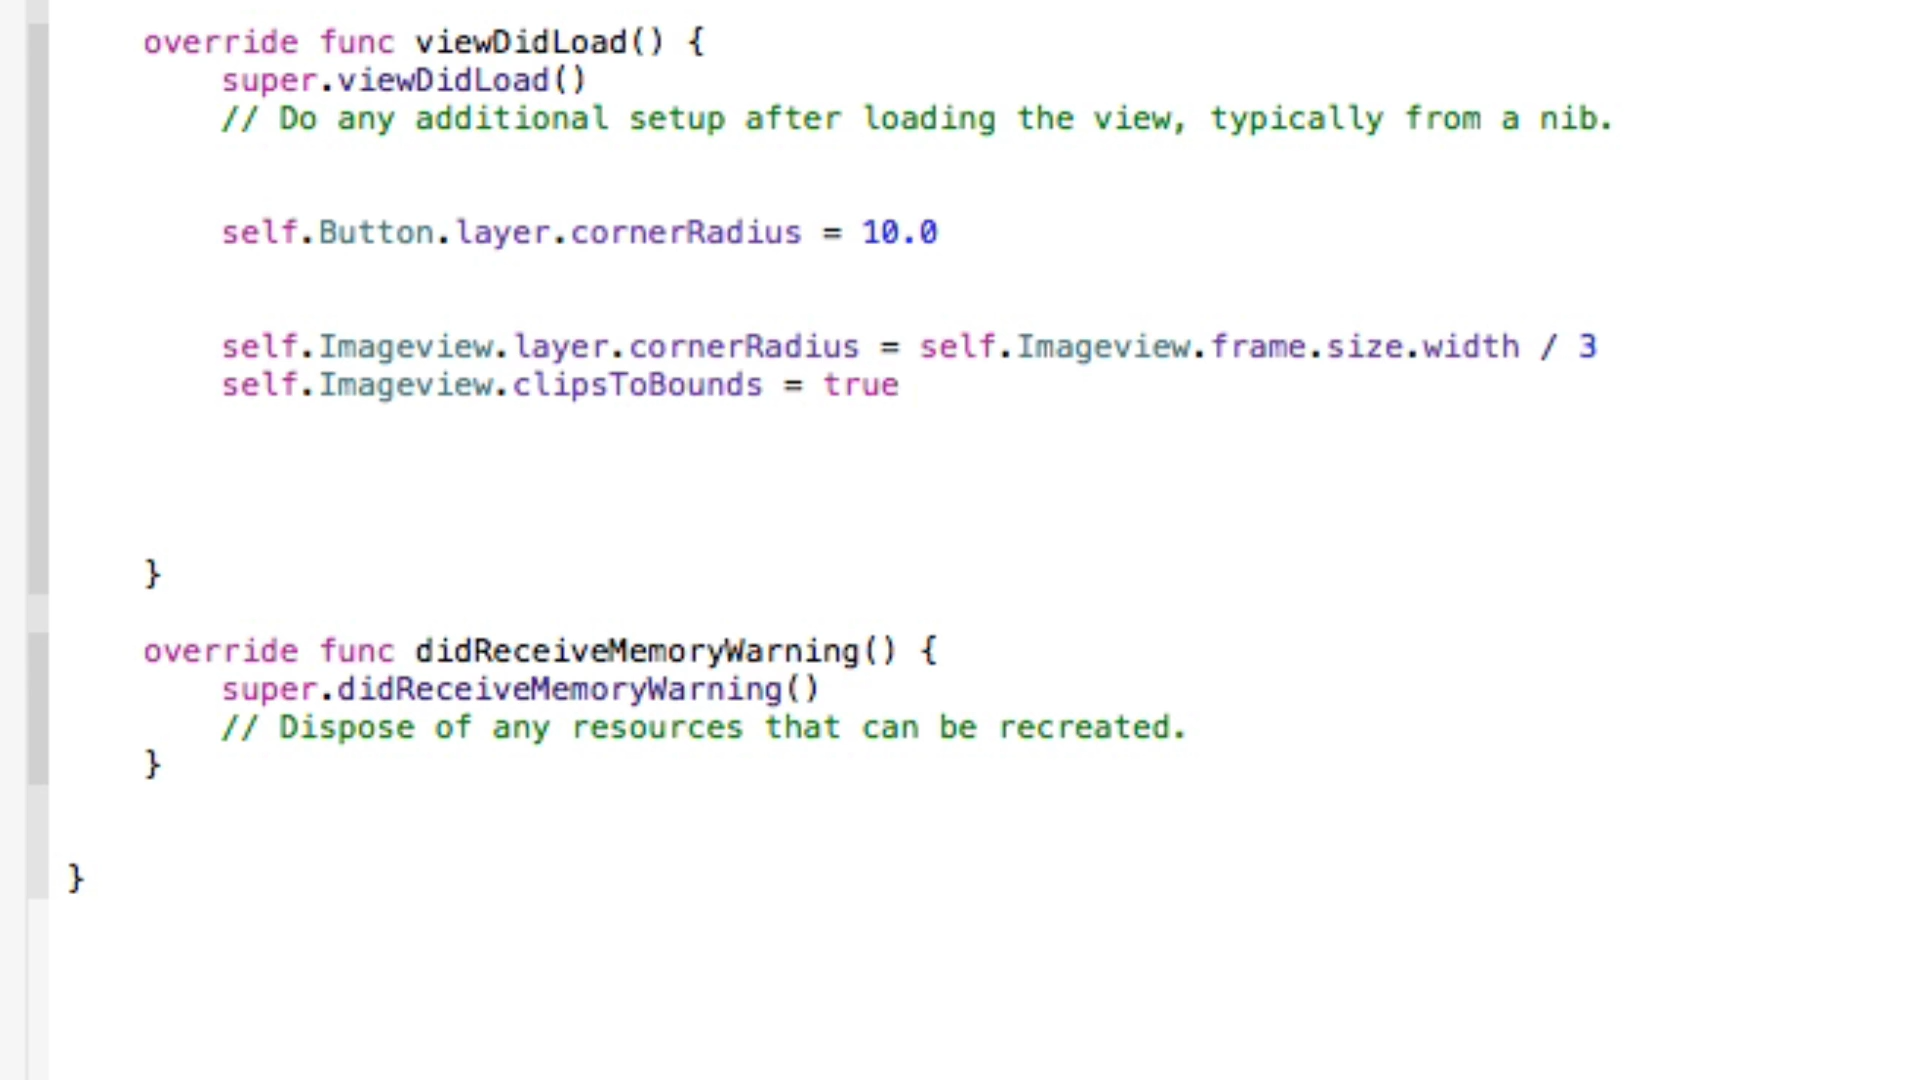 override func viewDidLoad() {
super.viewDidLoad()
// Do any additional setup after loading the view, typically from a nib.
self.Button.layer.cornerRadius = 10.0
self.Imageview.layer.cornerRadius = self.Imageview.frame.size.width / 3
self.Imageview.clipsToBounds = true
}
override func didReceiveMemoryWarning() {
super.didReceiveMemoryWarning()
// Dispose of any resources that can be recreated.
}
}